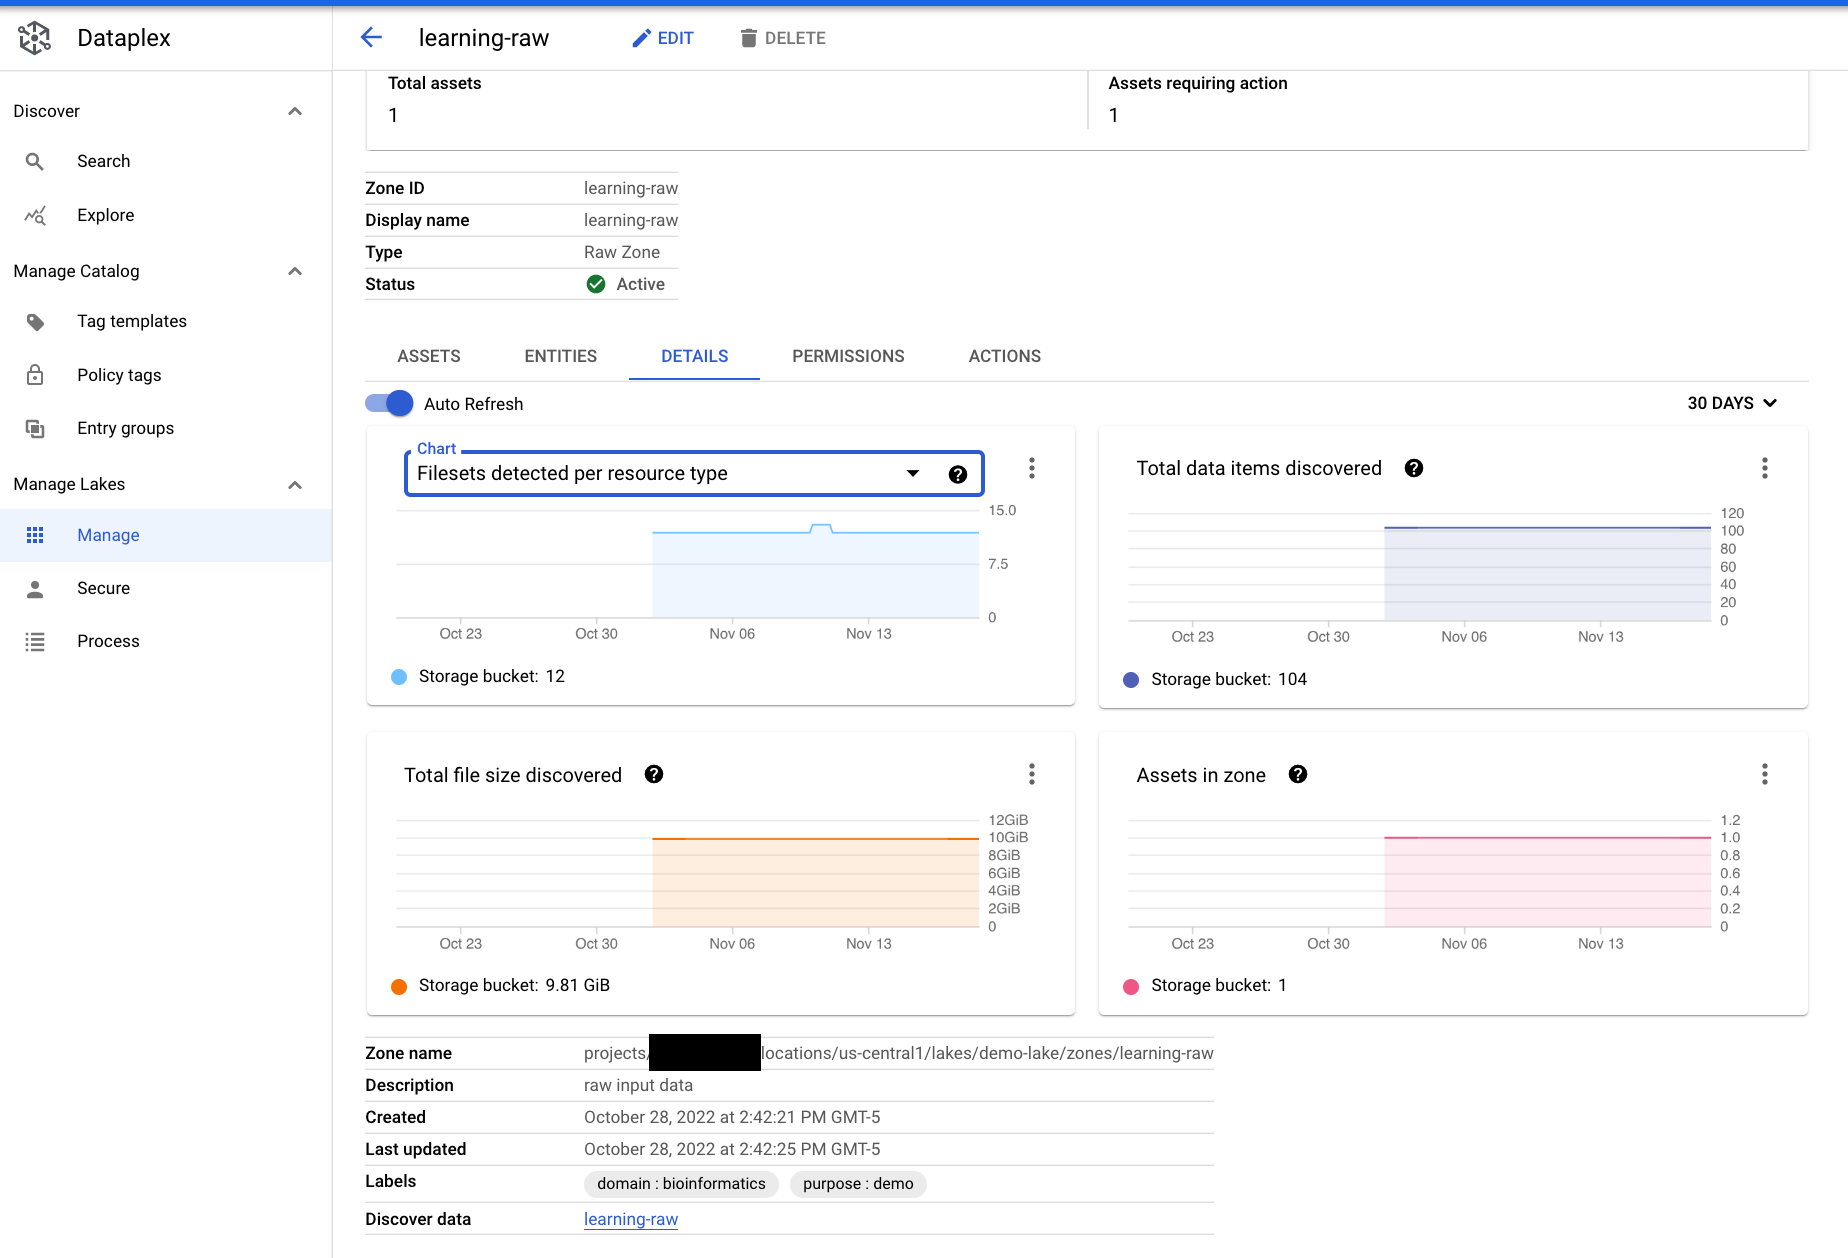 Dataplex
learning-raw
EDIT
DELETE
Discover
Search
Explore
Manage Catalog
Tag templates
Policy tags
Entry groups
Manage Lakes
Manage
Secure
Process
Total assets
1
Assets requiring action
1
Zone ID learning-raw
Display name learning-raw
Type Raw Zone
Status Active
ASSETS ENTITIES DETAILS PERMISSIONS ACTIONS
Auto Refresh
30 DAYS
Chart
Filesets detected per resource type
15.0
7.5
0
Oct 23 Oct 30 Nov 06 Nov 13
Storage bucket: 12
Total data items discovered
120
100
80
60
40
20
0
Oct 23 Oct 30 Nov 06 Nov 13
Storage bucket: 104
Total file size discovered
12GiB
10GiB
8GiB
6GiB
4GiB
2GiB
0
Oct 23 Oct 30 Nov 06 Nov 13
Storage bucket: 9.81 GiB
Assets in zone
1.2
1.0
0.8
0.6
0.4
0.2
0
Oct 23 Oct 30 Nov 06 Nov 13
Storage bucket: 1
Zone name projects/ locations/us-central1/lakes/demo-lake/zones/learning-raw
Description raw input data
Created October 28, 2022 at 2:42:21 PM GMT-5
Last updated October 28, 2022 at 2:42:25 PM GMT-5
Labels domain : bioinformatics purpose : demo
Discover data learning-raw